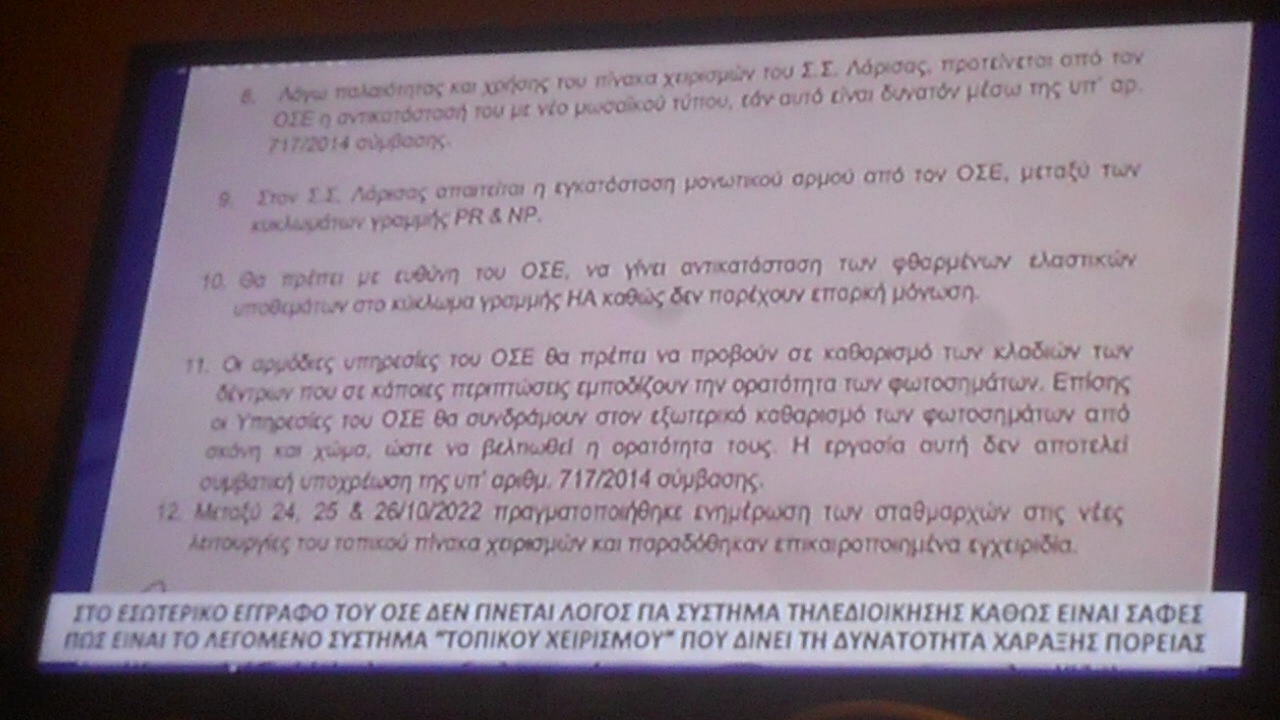 8. Λόγω παλαιότητας και χρήσης του πίνακα χειρισμών του Σ.Σ. Λάρισας, προτείνεται από τον
ΟΣΕ η αντικατάστασή του με νέο μωσαϊκού τύπου, εάν αυτό είναι δυνατόν μέσω της υπ' αρ.
717/2014 σύμβασης.
9. Στον Σ.Σ. Λάρισας απαιτείται η εγκατάσταση μονωτικού αρμού από τον ΟΣΕ, μεταξύ των
κυκλωμάτων γραμμής PR & NP.
10. Θα πρέπει με ευθύνη του ΟΣΕ, να γίνει αντικατάσταση των φθαρμένων ελαστικών
υποθεμάτων στο κύκλωμα γραμμής ΗΑ καθώς δεν παρέχουν επαρκή μόνωση.
11. Οι αρμόδιες υπηρεσίες του ΟΣΕ θα πρέπει να προβούν σε καθαρισμό των κλαδιών των
δέντρων που σε κάποιες περιπτώσεις εμποδίζουν την ορατότητα των φωτοσημάτων. Επίσης
οι Υπηρεσίες του ΟΣΕ θα συνδράμουν στον εξωτερικό καθαρισμό των φωτοσημάτων από
σκόνη και χώμα, ώστε να βελτιωθεί η ορατότητα τους. Η εργασία αυτή δεν αποτελεί
συμβατική υποχρέωση της υπ' αριθμ. 717/2014 σύμβασης.
12. Μεταξύ 24, 25 & 26/10/2022 πραγματοποιήθηκε ενημέρωση των σταθμαρχών στις νέες
λειτουργίες του τοπικού πίνακα χειρισμών και παραδόθηκαν επικαιροποιημένα εγχειρίδια.
ΣΤΟ ΕΣΩΤΕΡΙΚΟ ΕΓΓΡΑΦΟ ΤΟΥ ΟΣΕ ΔΕΝ ΓΙΝΕΤΑΙ ΛΟΓΟΣ ΓΙΑ ΣΥΣΤΗΜΑ ΤΗΛΕΔΙΟΙΚΗΣΗΣ ΚΑΘΩΣ ΕΙΝΑΙ ΣΑΦΕΣ
ΠΩΣ ΕΙΝΑΙ ΤΟ ΛΕΓΟΜΕΝΟ ΣΥΣΤΗΜΑ "ΤΟΠΙΚΟΥ ΧΕΙΡΙΣΜΟΥ" ΠΟΥ ΔΙΝΕΙ ΤΗ ΔΥΝΑΤΟΤΗΤΑ ΧΑΡΑΞΗΣ ΠΟΡΕΙΑΣ